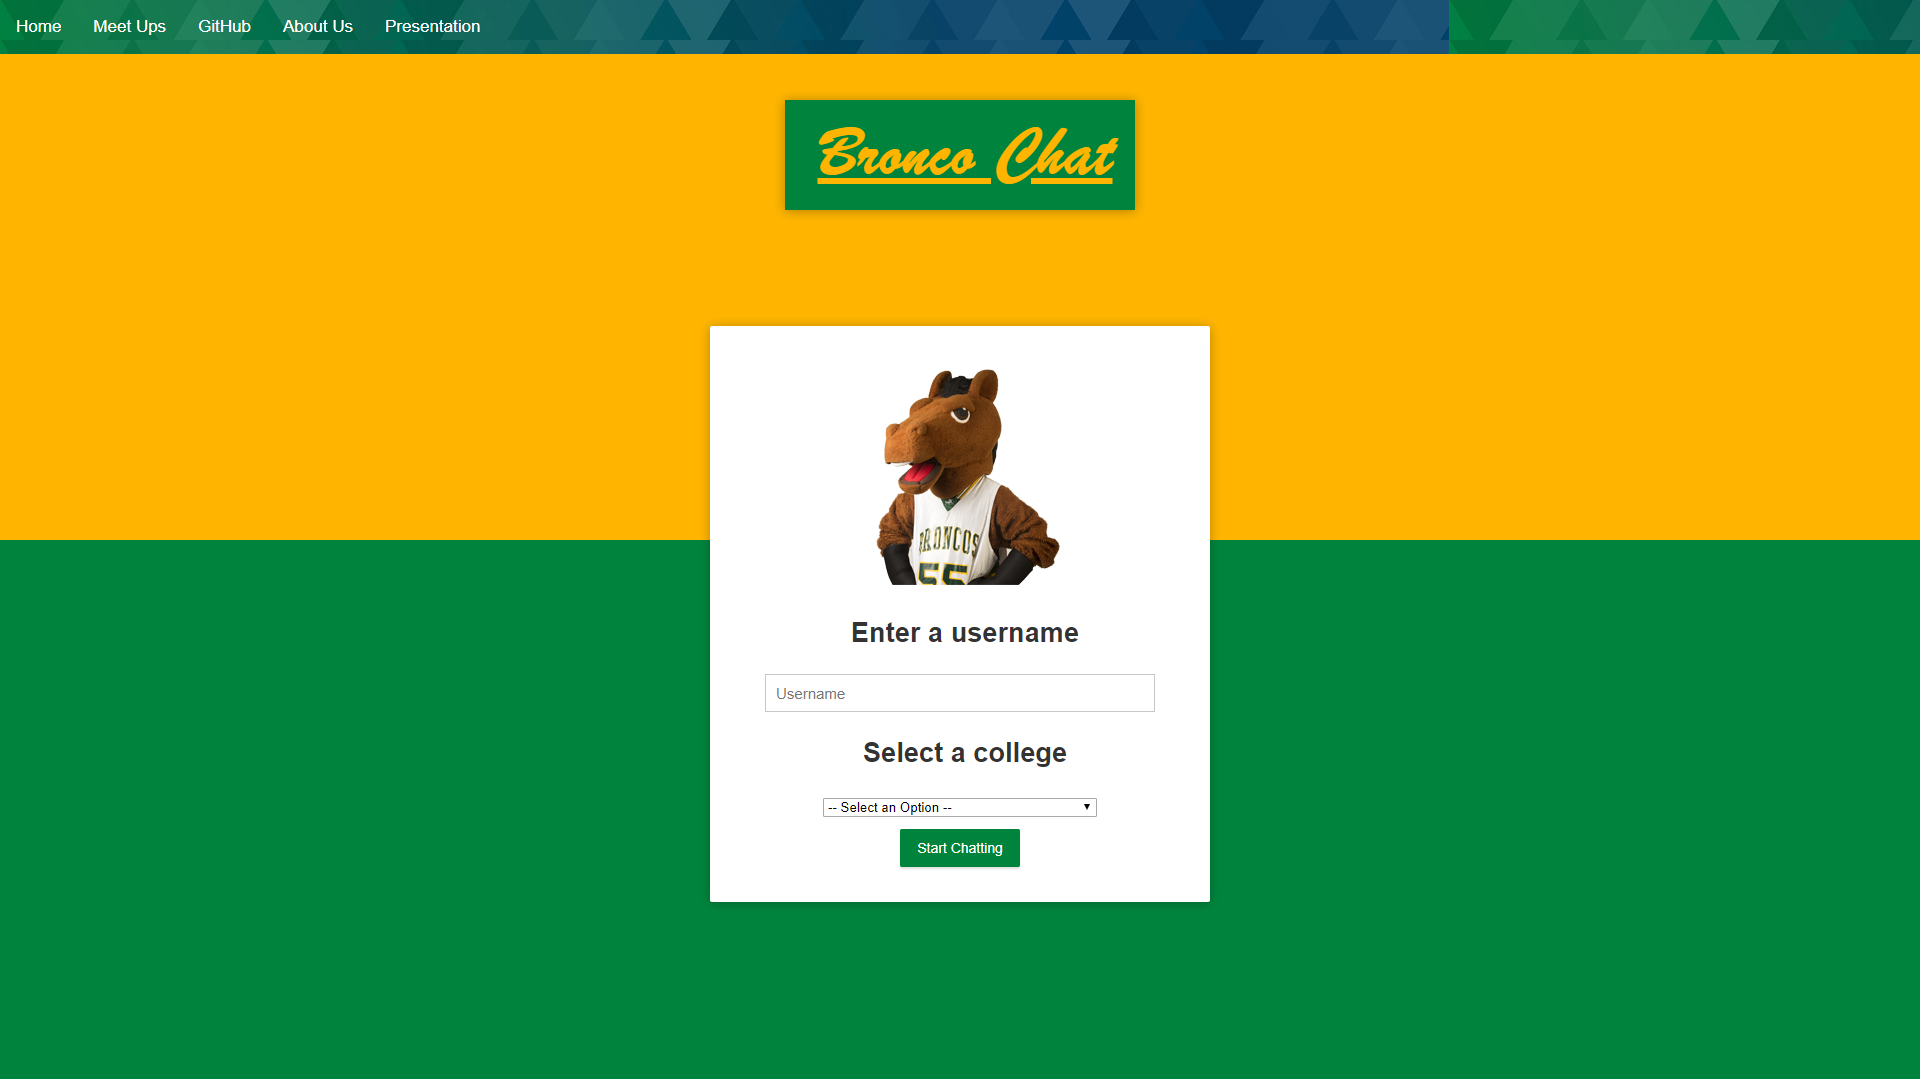 Home Meet Ups GitHub About Us Presentation
Bronco Chat
BRONCOS
55
Enter a username
Username
Select a college
-- Select an Option --
Start Chatting